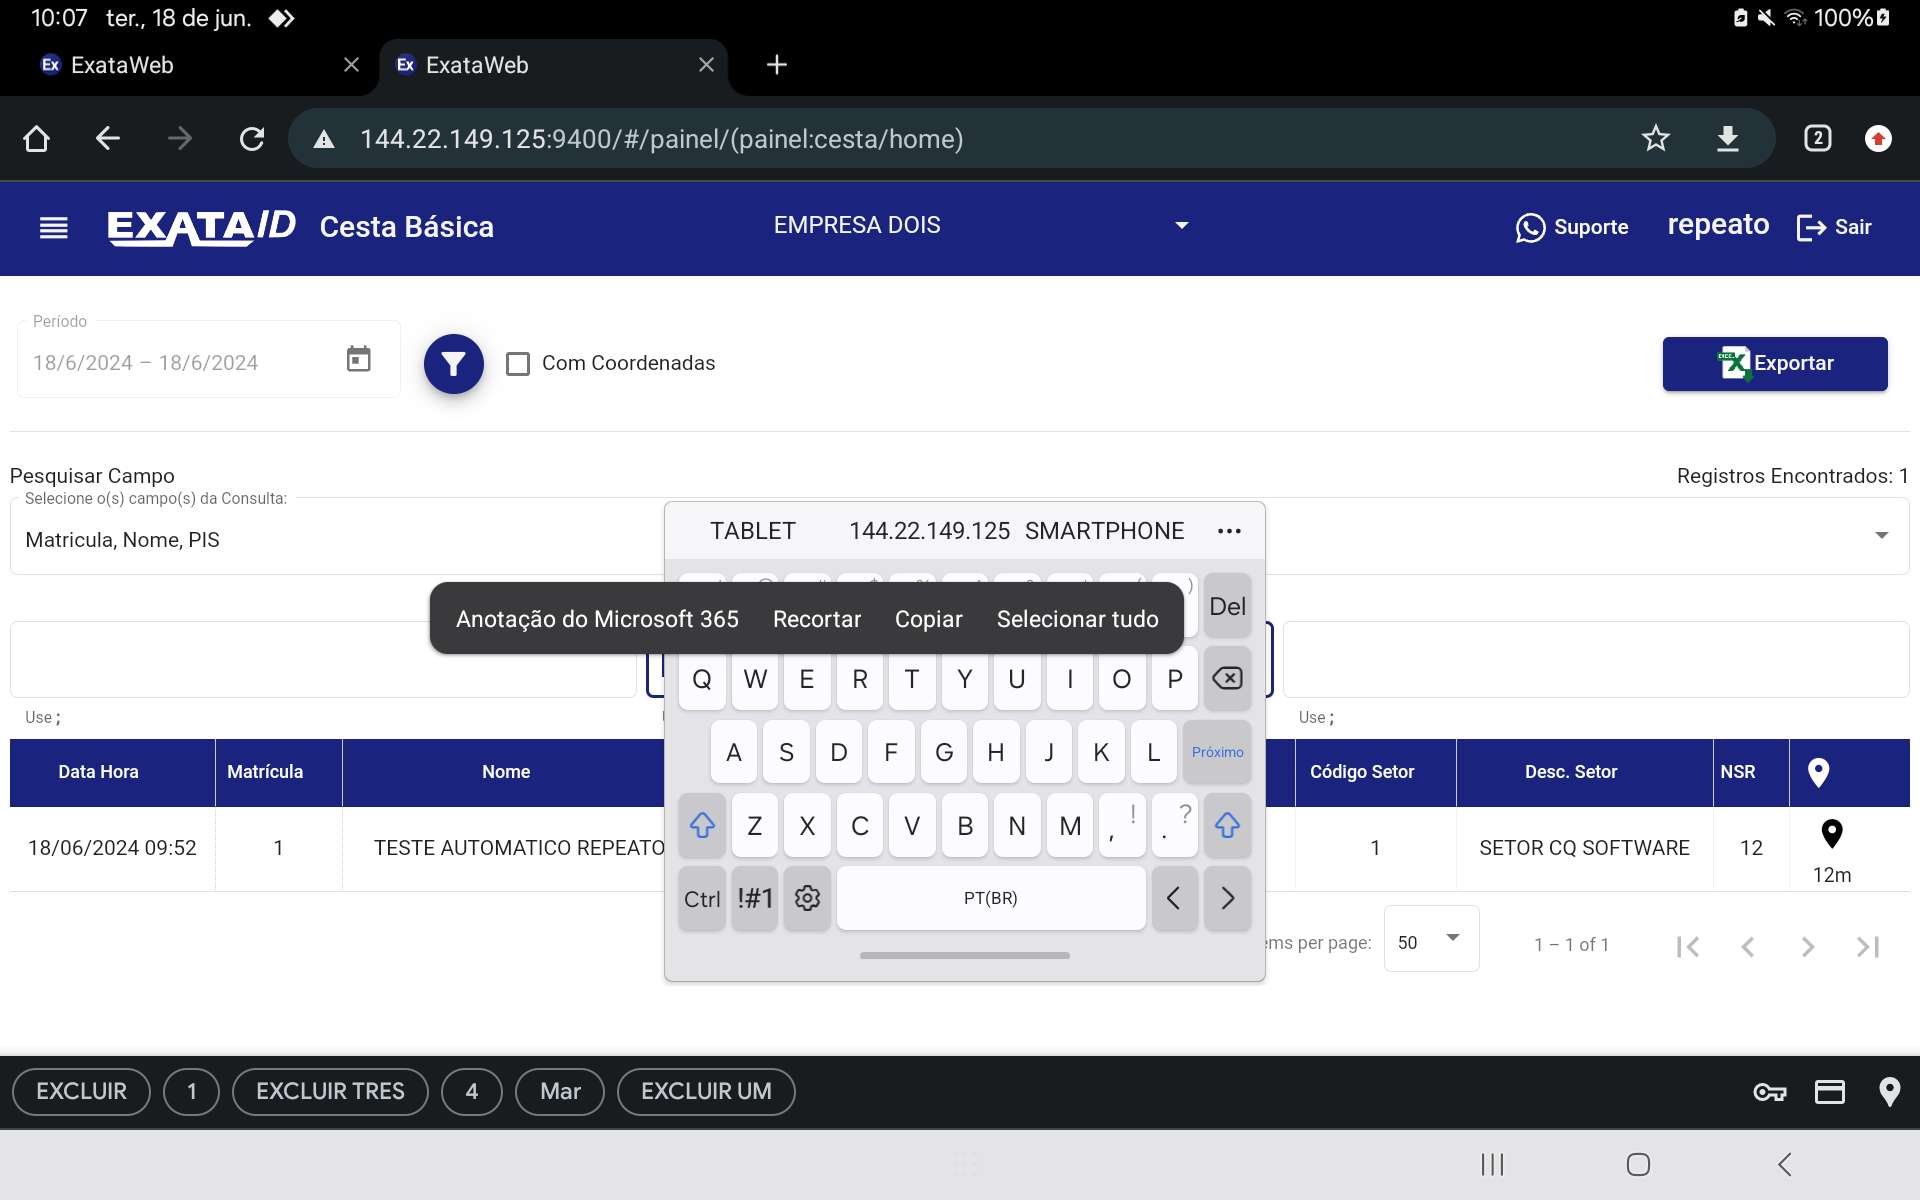 10:07 ter., 18 de jun. 100%
Ex ExataWeb
Ex ExataWeb
144.22.149.125:9400/#/painel/(painel:cesta/home)
2
EXATA ID Cesta Básica EMPRESA DOIS Suporte repeato Sair
Período
18/6/2024 – 18/6/2024
Com Coordenadas
Exportar
Pesquisar Campo
Registros Encontrados: 1
Selecione o(s) campo(s) da Consulta:
Matricula, Nome, PIS
TABLET 144.22.149.125 SMARTPHONE
Anotação do Microsoft 365 Recortar Copiar Selecionar tudo
) Del
Q W E R T Y U I O P
A S D F G H J K L Próximo
Z X C V B N M , ! . ?
Ctrl !#1 PT(BR) < >
Use ;
Use ;
Data Hora Matrícula Nome Código Setor Desc. Setor NSR
18/06/2024 09:52 1 TESTE AUTOMATICO REPEATO 1 SETOR CQ SOFTWARE 12
12m
ems per page: 50 1 – 1 of 1
EXCLUIR 1 EXCLUIR TRES 4 Mar EXCLUIR UM